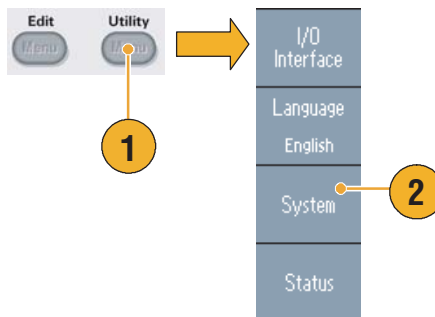 Edit Utility
Menu Menu
1
I/O
Interface
Language
English
System
2
Status